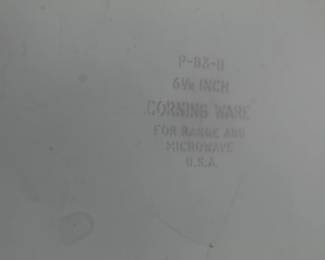 P-83-B
6½ INCH
CORNING WARE
FOR RANGE AND
MICROWAVE
U.S.A.